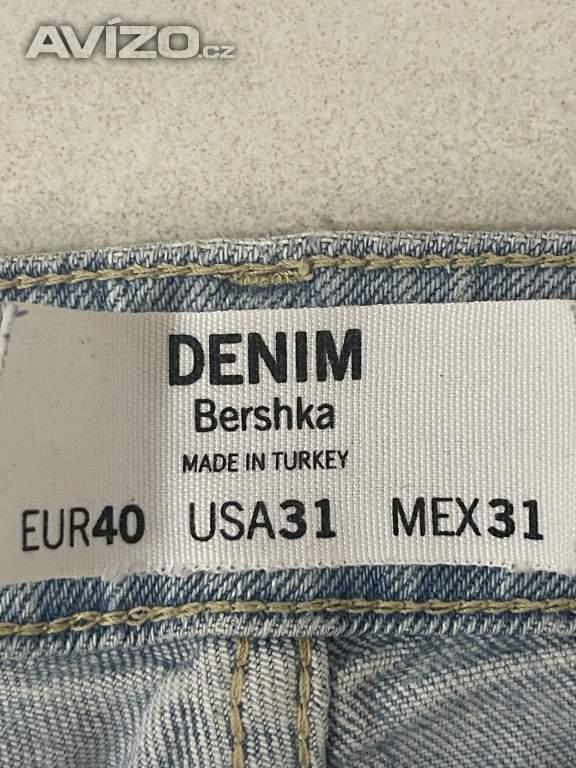 AVÍZO.cz
DENIM
Bershka
MADE IN TURKEY
EUR40 USA31 MEX31